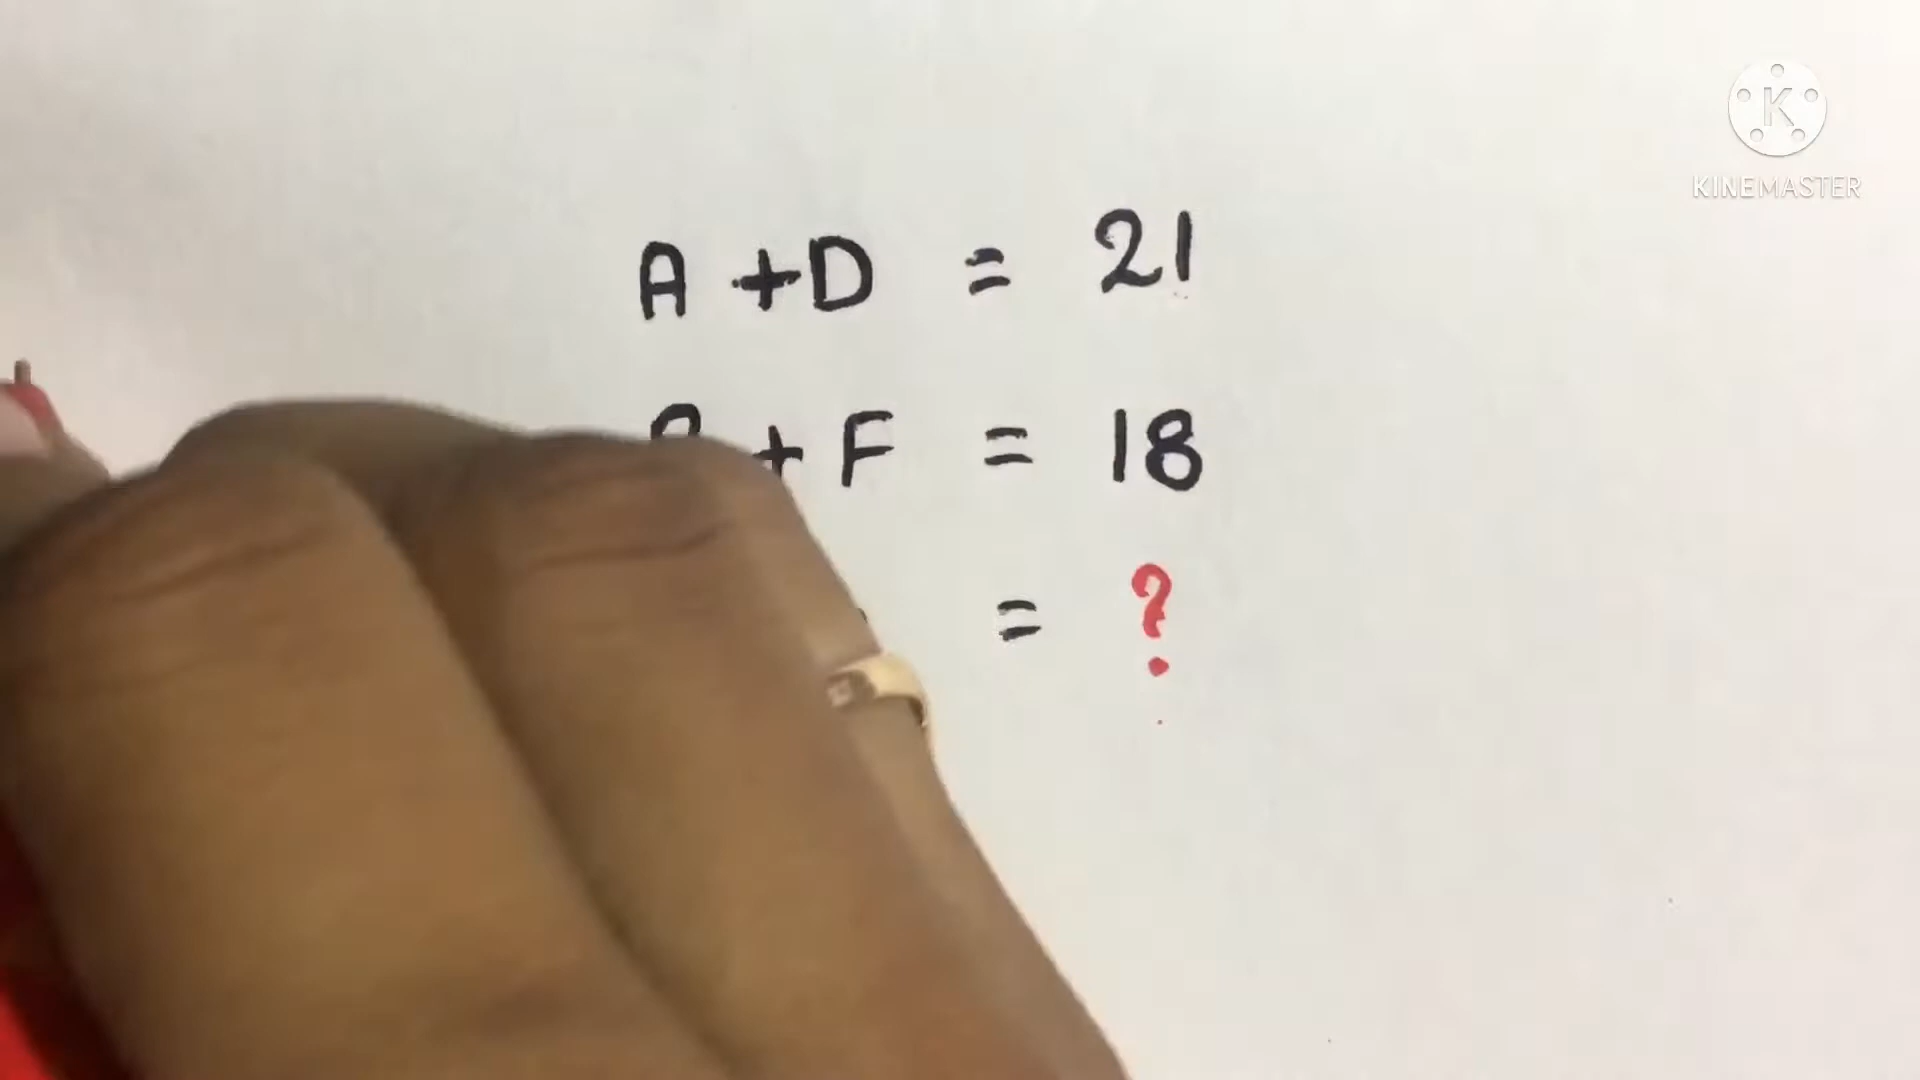 K
KINEMASTER
A + D = 21
+ F = 18
= ?